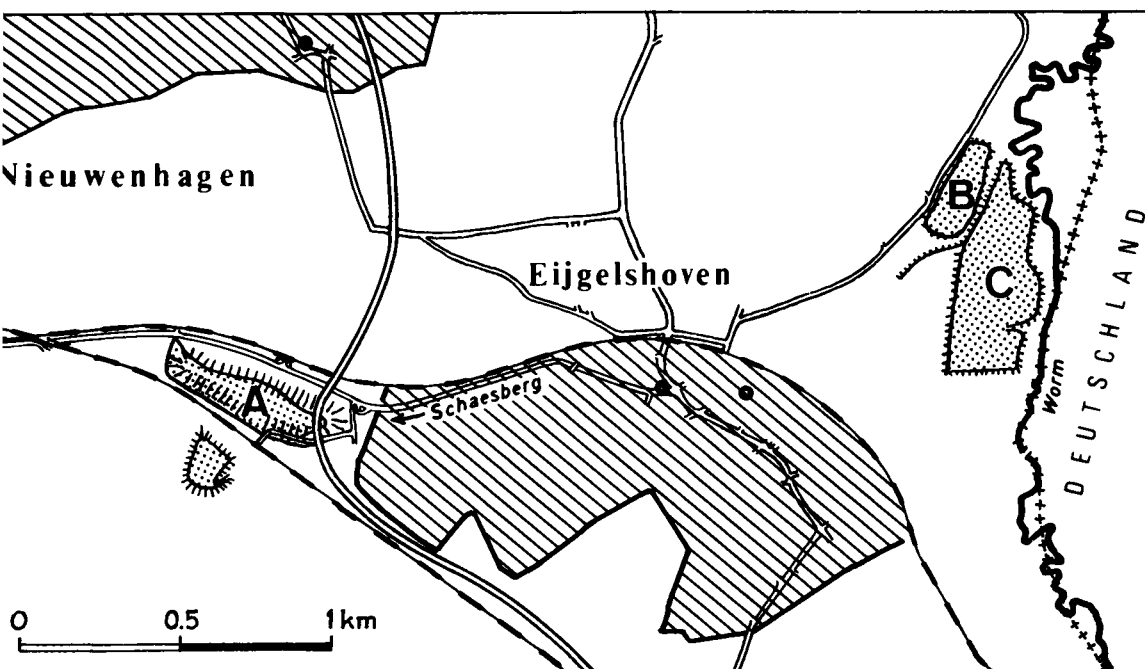 Nieuwenhagen
B
Eijgelshoven
C
DEUTSCHLAND
Worm
A
← Schaesberg
0 0.5 1 km